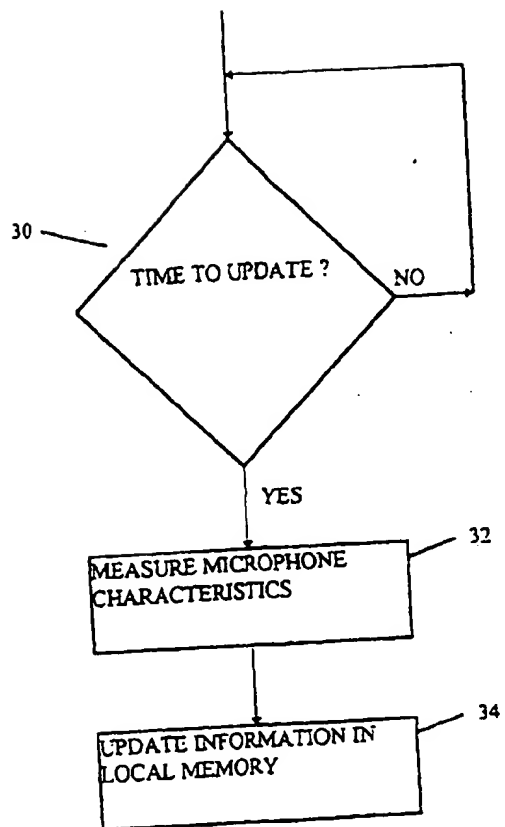 30
TIME TO UPDATE ?
NO
YES
32
MEASURE MICROPHONE
CHARACTERISTICS
34
UPDATE INFORMATION IN
LOCAL MEMORY